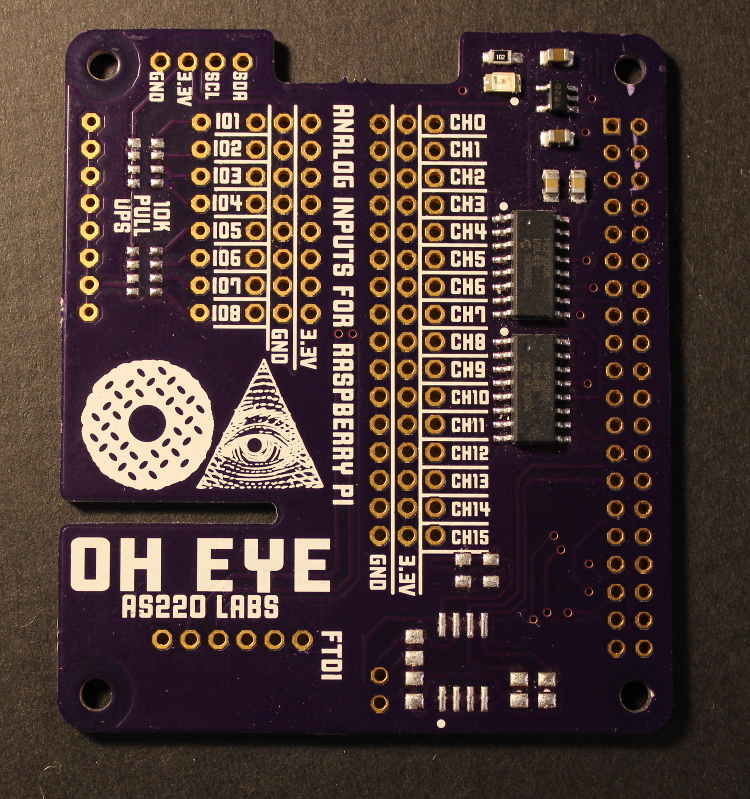 GND
3.3V
SCL
SDA
102
IO1
IO2
IO3
IO4
IO5
IO6
IO7
IO8
10K
PULL
UPS
GND
3.3V
ANALOG INPUTS FOR RASPBERRY PI
CH0
CH1
CH2
CH3
CH4
CH5
CH6
CH7
CH8
CH9
CH10
CH11
CH12
CH13
CH14
CH15
GND
3.3V
OH EYE
AS220 LABS
FTDI